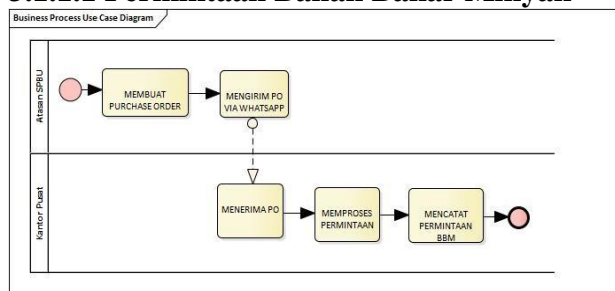 Business Process Use Case Diagram
Atasan SPBU
MEMBUAT
PURCHASE ORDER
MENGIRIM PO
VIA WHATSAPP
Kantor Pusat
MENERIMA PO
MEMPROSES
PERMINTAAN
MENCATAT
PERMINTAAN
BBM